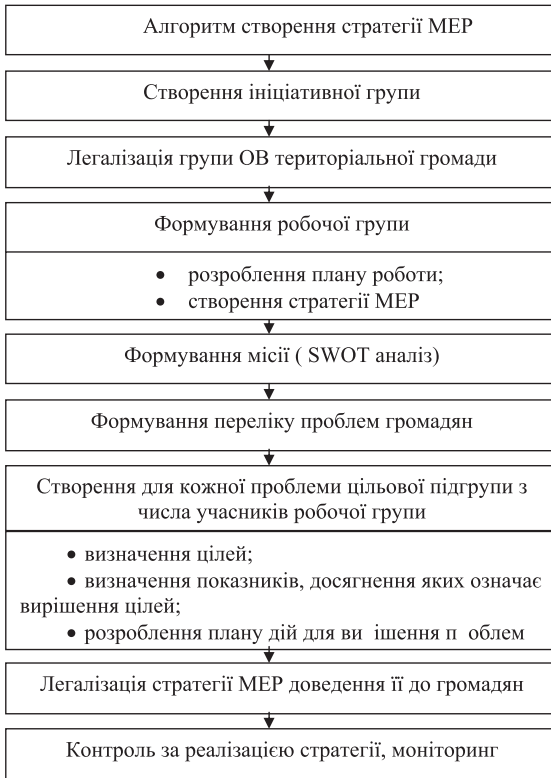 Алгоритм створення стратегії МЕР
Створення ініціативної групи
Легалізація групи ОВ територіальної громади
Формування робочої групи
• розроблення плану роботи;
• створення стратегії МЕР
Формування місії ( SWOT аналіз)
Формування переліку проблем громадян
Створення для кожної проблеми цільової підгрупи з
числа учасників робочої групи
• визначення цілей;
• визначення показників, досягнення яких означає
вирішення цілей;
• розроблення плану дій для ви ішення п облем
Легалізація стратегії МЕР доведення її до громадян
Контроль за реалізацією стратегії, моніторинг